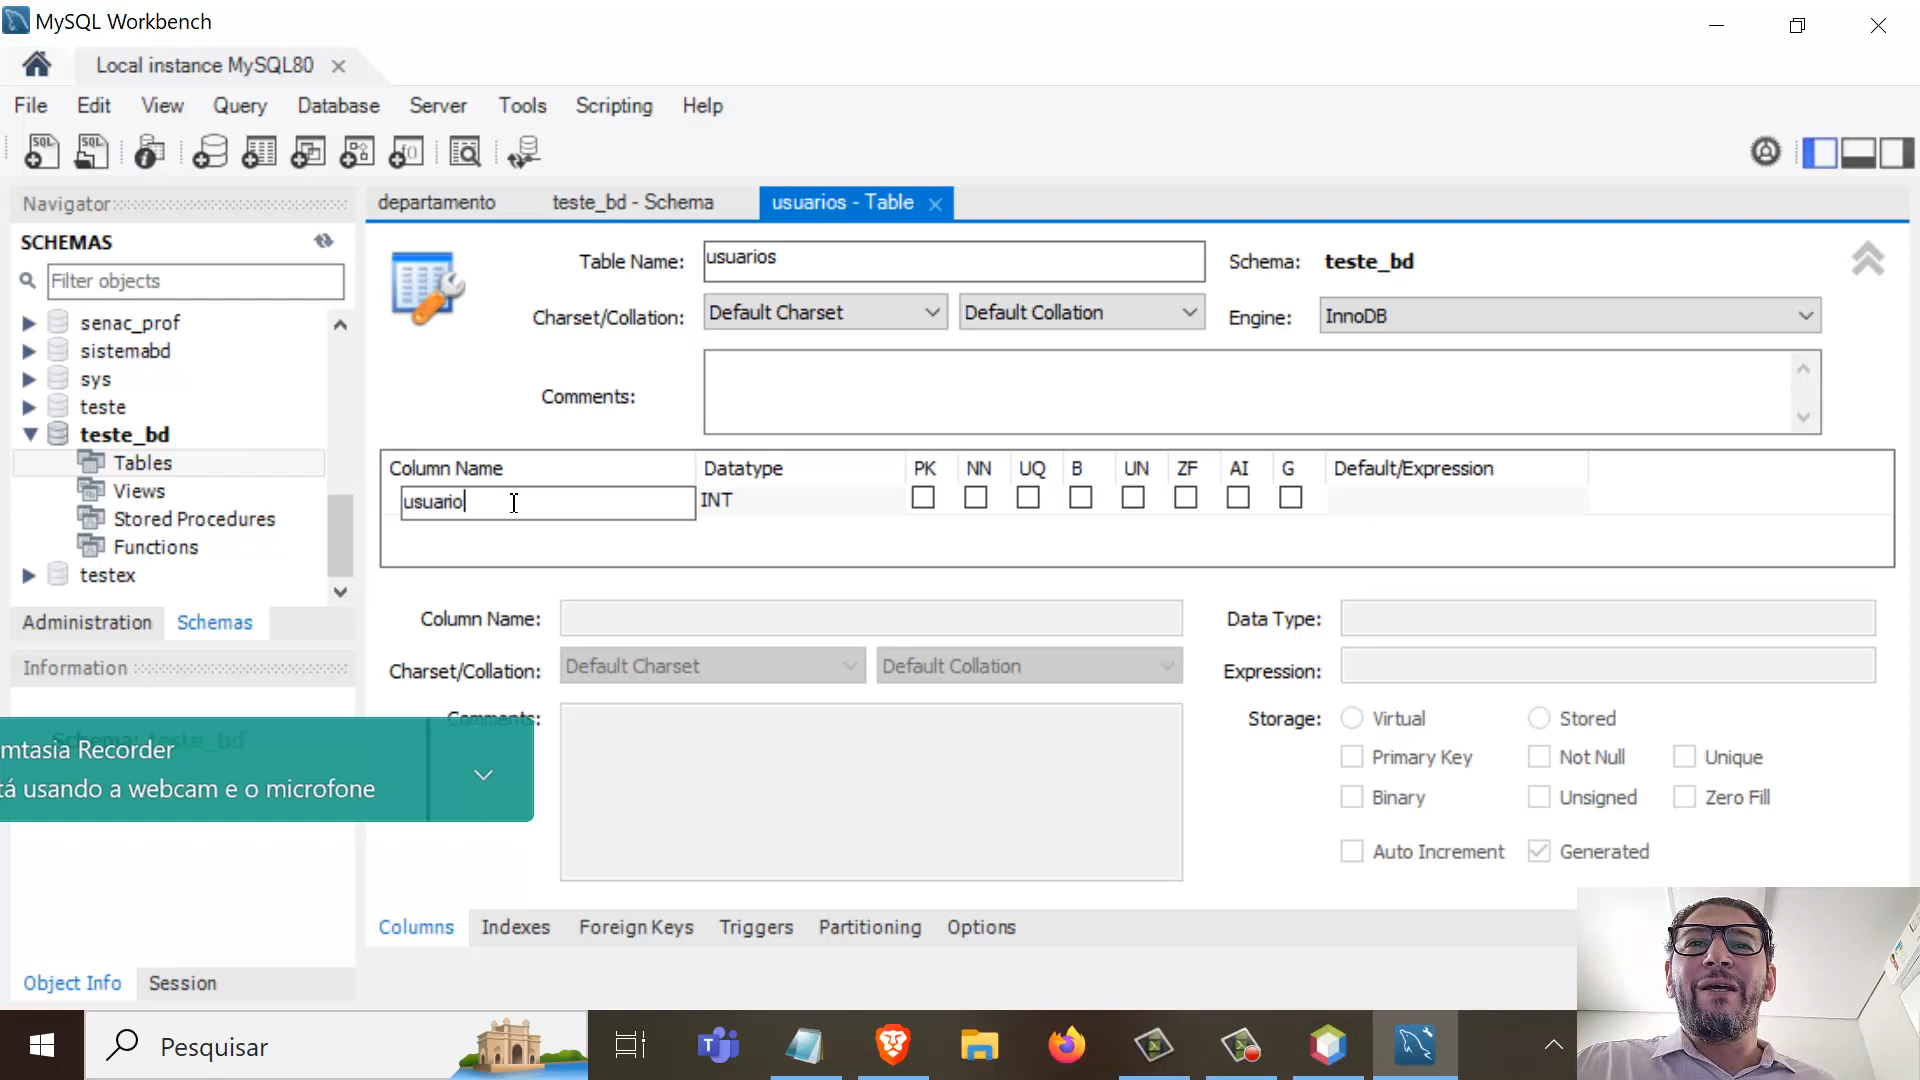 MySQL Workbench
Local instance MySQL80
File Edit View Query Database Server Tools Scripting Help
Navigator
SCHEMAS
Filter objects
senac_prof
sistemabd
sys
teste
teste_bd
Tables
Views
Stored Procedures
Functions
testex
Administration Schemas
Information
Schema: teste_bd
mtasia Recorder
tá usando a webcam e o microfone
Object Info Session
departamento teste_bd - Schema usuarios - Table
Table Name: usuarios Schema: teste_bd
Charset/Collation: Default Charset Default Collation Engine: InnoDB
Comments:
Column Name Datatype PK NN UQ B UN ZF AI G Default/Expression
usuario INT
Column Name: Data Type:
Charset/Collation: Default Charset Default Collation Expression:
Comments: Storage: Virtual Stored
Primary Key Not Null Unique
Binary Unsigned Zero Fill
Auto Increment Generated
Columns Indexes Foreign Keys Triggers Partitioning Options
Pesquisar